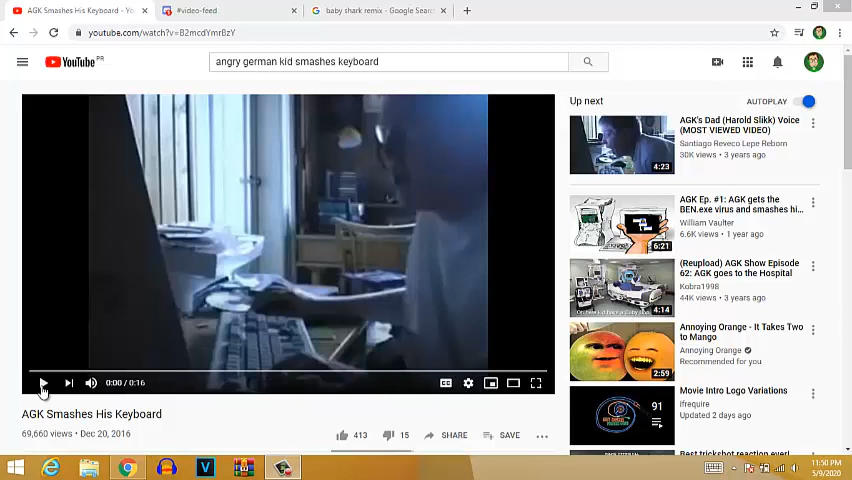 AGK Smashes His Keyboard - Yo
#video-feed
baby shark remix - Google Searc
youtube.com/watch?v=B2mcdYmrBzY
YouTube PR
angry german kid smashes keyboard
Up next
AUTOPLAY
AGK's Dad (Harold Slikk) Voice
(MOST VIEWED VIDEO)
Santiago Reveco Lepe Reborn
30K views • 3 years ago
4:23
AGK Ep. #1: AGK gets the
BEN.exe virus and smashes hi...
William Vaulter
6.6K views • 1 year ago
6:21
(Reupload) AGK Show Episode
62: AGK goes to the Hospital
Kobra1998
44K views • 3 years ago
4:14
Annoying Orange - It Takes Two
to Mango
Annoying Orange
Recommended for you
2:59
Movie Intro Logo Variations
ifrequire
Updated 2 days ago
91
Best trickshot reaction ever!
0:00 / 0:16
CC
AGK Smashes His Keyboard
69,660 views • Dec 20, 2016
413
15
SHARE
SAVE
11:50 PM
5/9/2020